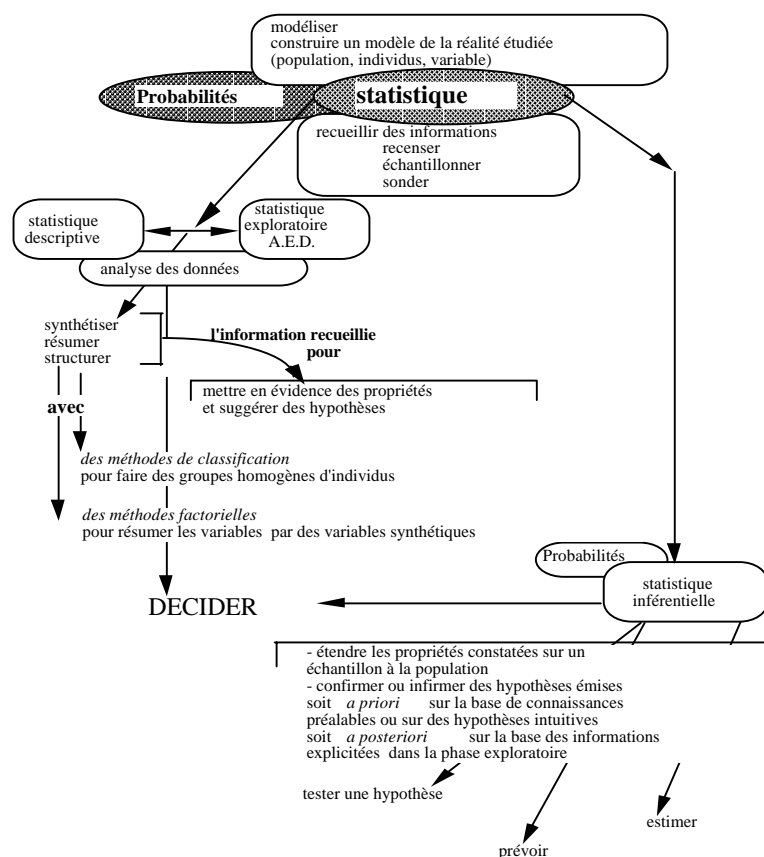 modéliser
construire un modèle de la réalité étudiée
(population, individus, variable)
Probabilités
statistique
recueillir des informations
recenser
échantillonner
sonder
statistique
descriptive
statistique
exploratoire
A.E.D.
analyse des données
synthétiser
résumer
structurer
l'information recueillie
pour
mettre en évidence des propriétés
et suggérer des hypothèses
avec
des méthodes de classification
pour faire des groupes homogènes d'individus
des méthodes factorielles
pour résumer les variables par des variables synthétiques
Probabilités
statistique
inférentielle
DECIDER
- étendre les propriétés constatées sur un
échantillon à la population
- confirmer ou infirmer des hypothèses émises
soit a priori sur la base de connaissances
préalables ou sur des hypothèses intuitives
soit a posteriori sur la base des informations
explicitées dans la phase exploratoire
tester une hypothèse
estimer
prévoir